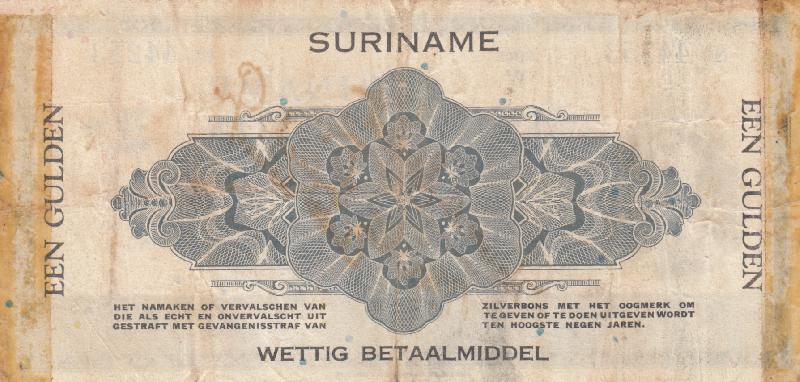 SURINAME
EEN GULDEN
EEN GULDEN
HET NAMAKEN OF VERVALSCHEN VAN
DIE ALS ECHT EN ONVERVALSCHT UIT
GESTRAFT MET GEVANGENISSTRAF VAN
ZILVERBONS MET HET OOGMERK OM
TE GEVEN OF TE DOEN UITGEVEN WORDT
TEN HOOGSTE NEGEN JAREN.
WETTIG BETAALMIDDEL